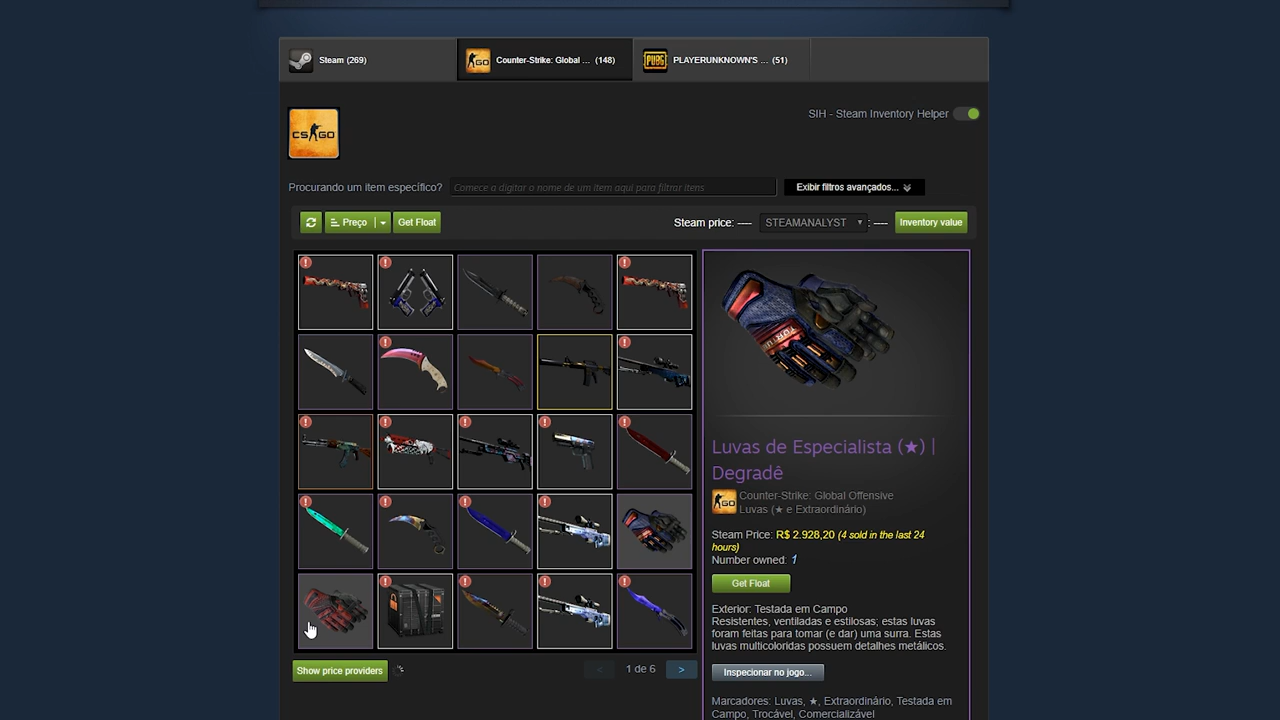 Steam (269)
Counter-Strike: Global ... (148)
PLAYERUNKNOWN'S ... (51)
SIH - Steam Inventory Helper
CS GO
Procurando um item específico?
Comece a digitar o nome de um item aqui para filtrar itens
Exibir filtros avançados...
Preço
Get Float
Steam price: ----
STEAMANALYST
: ----
Inventory value
Luvas de Especialista (★) |
Degradê
Counter-Strike: Global Offensive
Luvas (★ e Extraordinário)
Steam Price: R$ 2.928,20 (4 sold in the last 24
hours)
Number owned: 1
Get Float
Exterior: Testada em Campo
Resistentes, ventiladas e estilosas; estas luvas
foram feitas para tomar (e dar) uma surra. Estas
luvas multicoloridas possuem detalhes metálicos.
Inspecionar no jogo...
Marcadores: Luvas, ★, Extraordinário, Testada em
Campo, Trocável, Comercializável
Show price providers
<
1 de 6
>